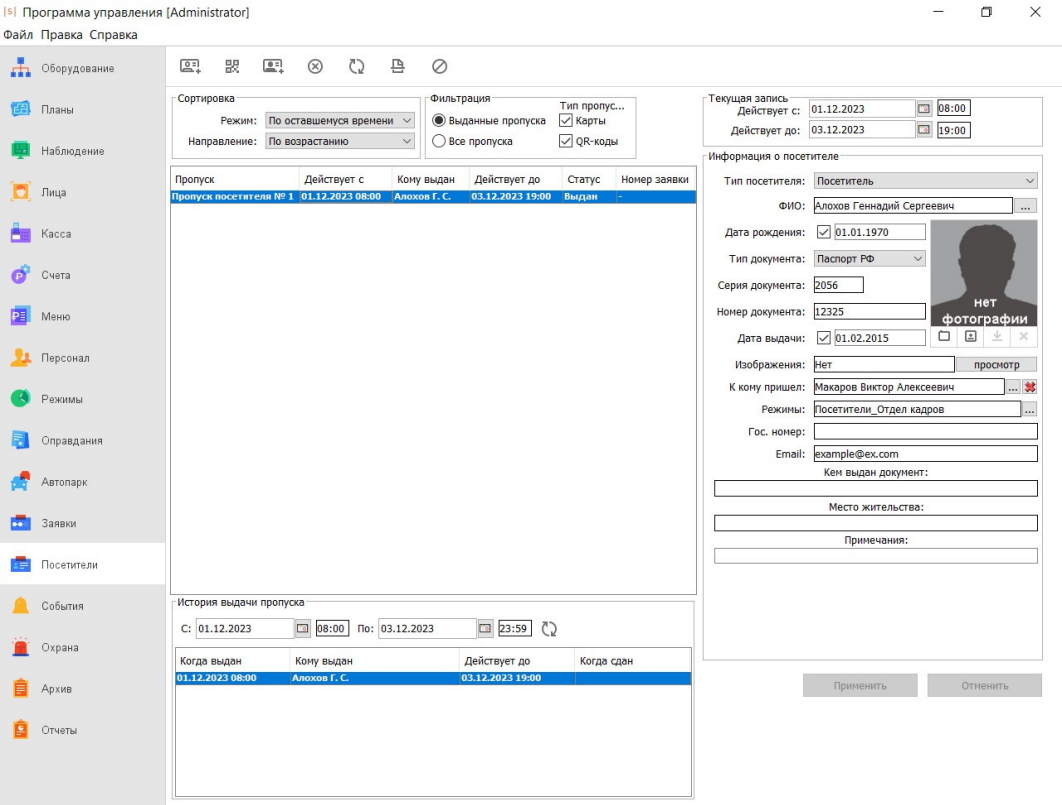 |s| Программа управления [Administrator]
Файл Правка Справка
Оборудование
Планы
Наблюдение
Лица
Касса
Счета
Меню
Персонал
Режимы
Оправдания
Автопарк
Заявки
Посетители
События
Охрана
Архив
Отчеты
Сортировка
Режим: По оставшемуся времени
Направление: По возрастанию
Фильтрация
Выданные пропуска
Все пропуска
Тип пропус...
Карты
QR-коды
Пропуск Действует с Кому выдан Действует до Статус Номер заявки
Пропуск посетителя № 1 01.12.2023 08:00 Алохов Г. С. 03.12.2023 19:00 Выдан -
История выдачи пропуска
С: 01.12.2023 08:00 По: 03.12.2023 23:59
Когда выдан Кому выдан Действует до Когда сдан
01.12.2023 08:00 Алохов Г. С. 03.12.2023 19:00
Текущая запись
Действует с: 01.12.2023 08:00
Действует до: 03.12.2023 19:00
Информация о посетителе
Тип посетителя: Посетитель
ФИО: Алохов Геннадий Сергеевич ...
Дата рождения: 01.01.1970
Тип документа: Паспорт РФ
Серия документа: 2056
Номер документа: 12325
Дата выдачи: 01.02.2015
нет
фотографии
Изображения: Нет просмотр
К кому пришел: Макаров Виктор Алексеевич ...
Режимы: Посетители_Отдел кадров ...
Гос. номер:
Email: example@ex.com
Кем выдан документ:
Место жительства:
Примечания:
Применить Отменить